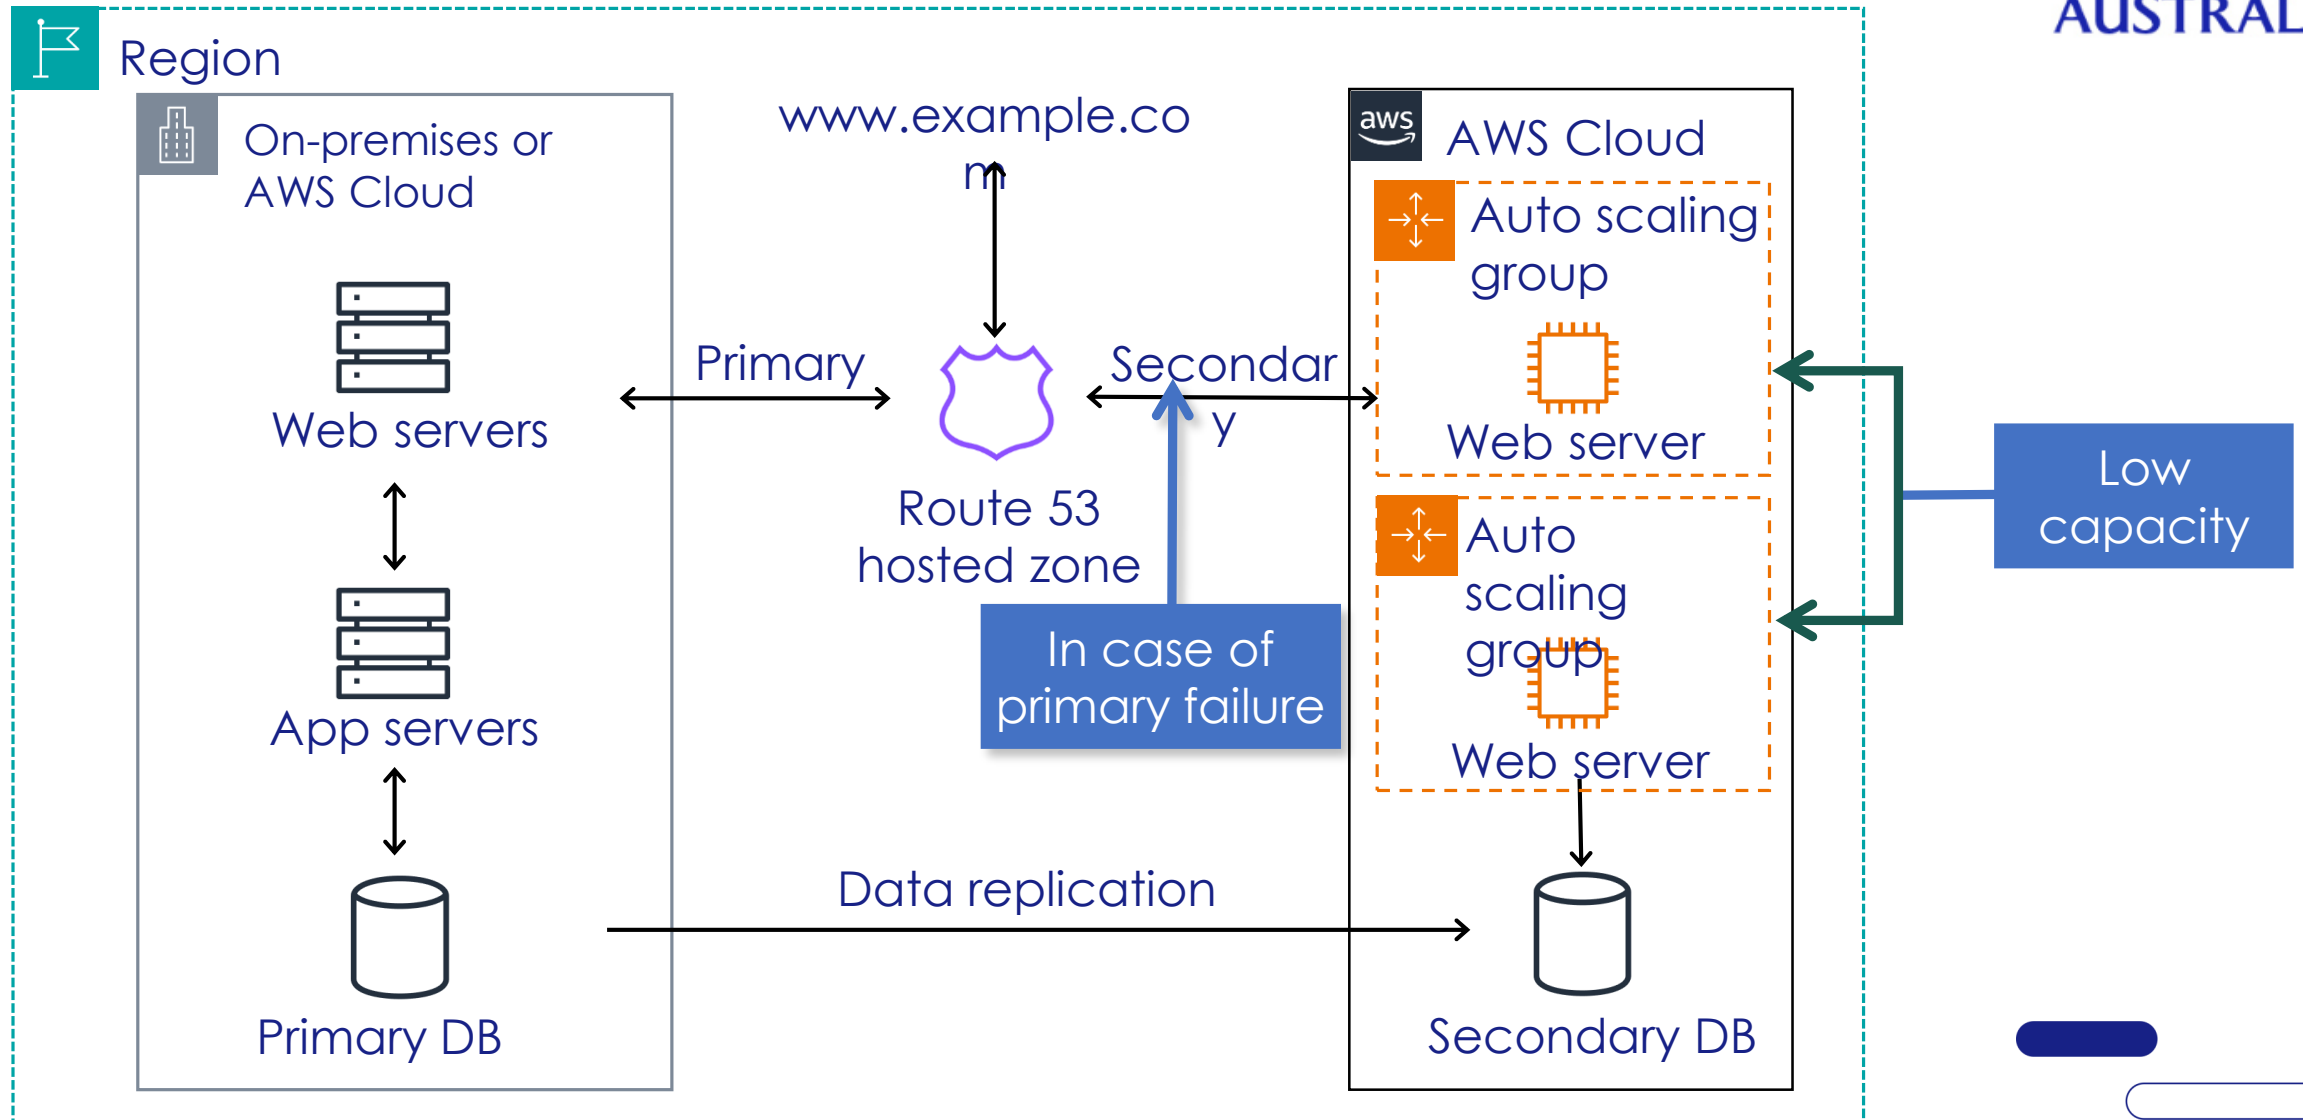 AUSTRAL
Region
On-premises or
AWS Cloud
www.example.co
m
aws
AWS Cloud
Auto scaling
group
Primary
Secondar
y
Web servers
Web server
Low
capacity
Route 53
hosted zone
Auto
scaling
group
In case of
primary failure
App servers
Web server
Data replication
Primary DB
Secondary DB